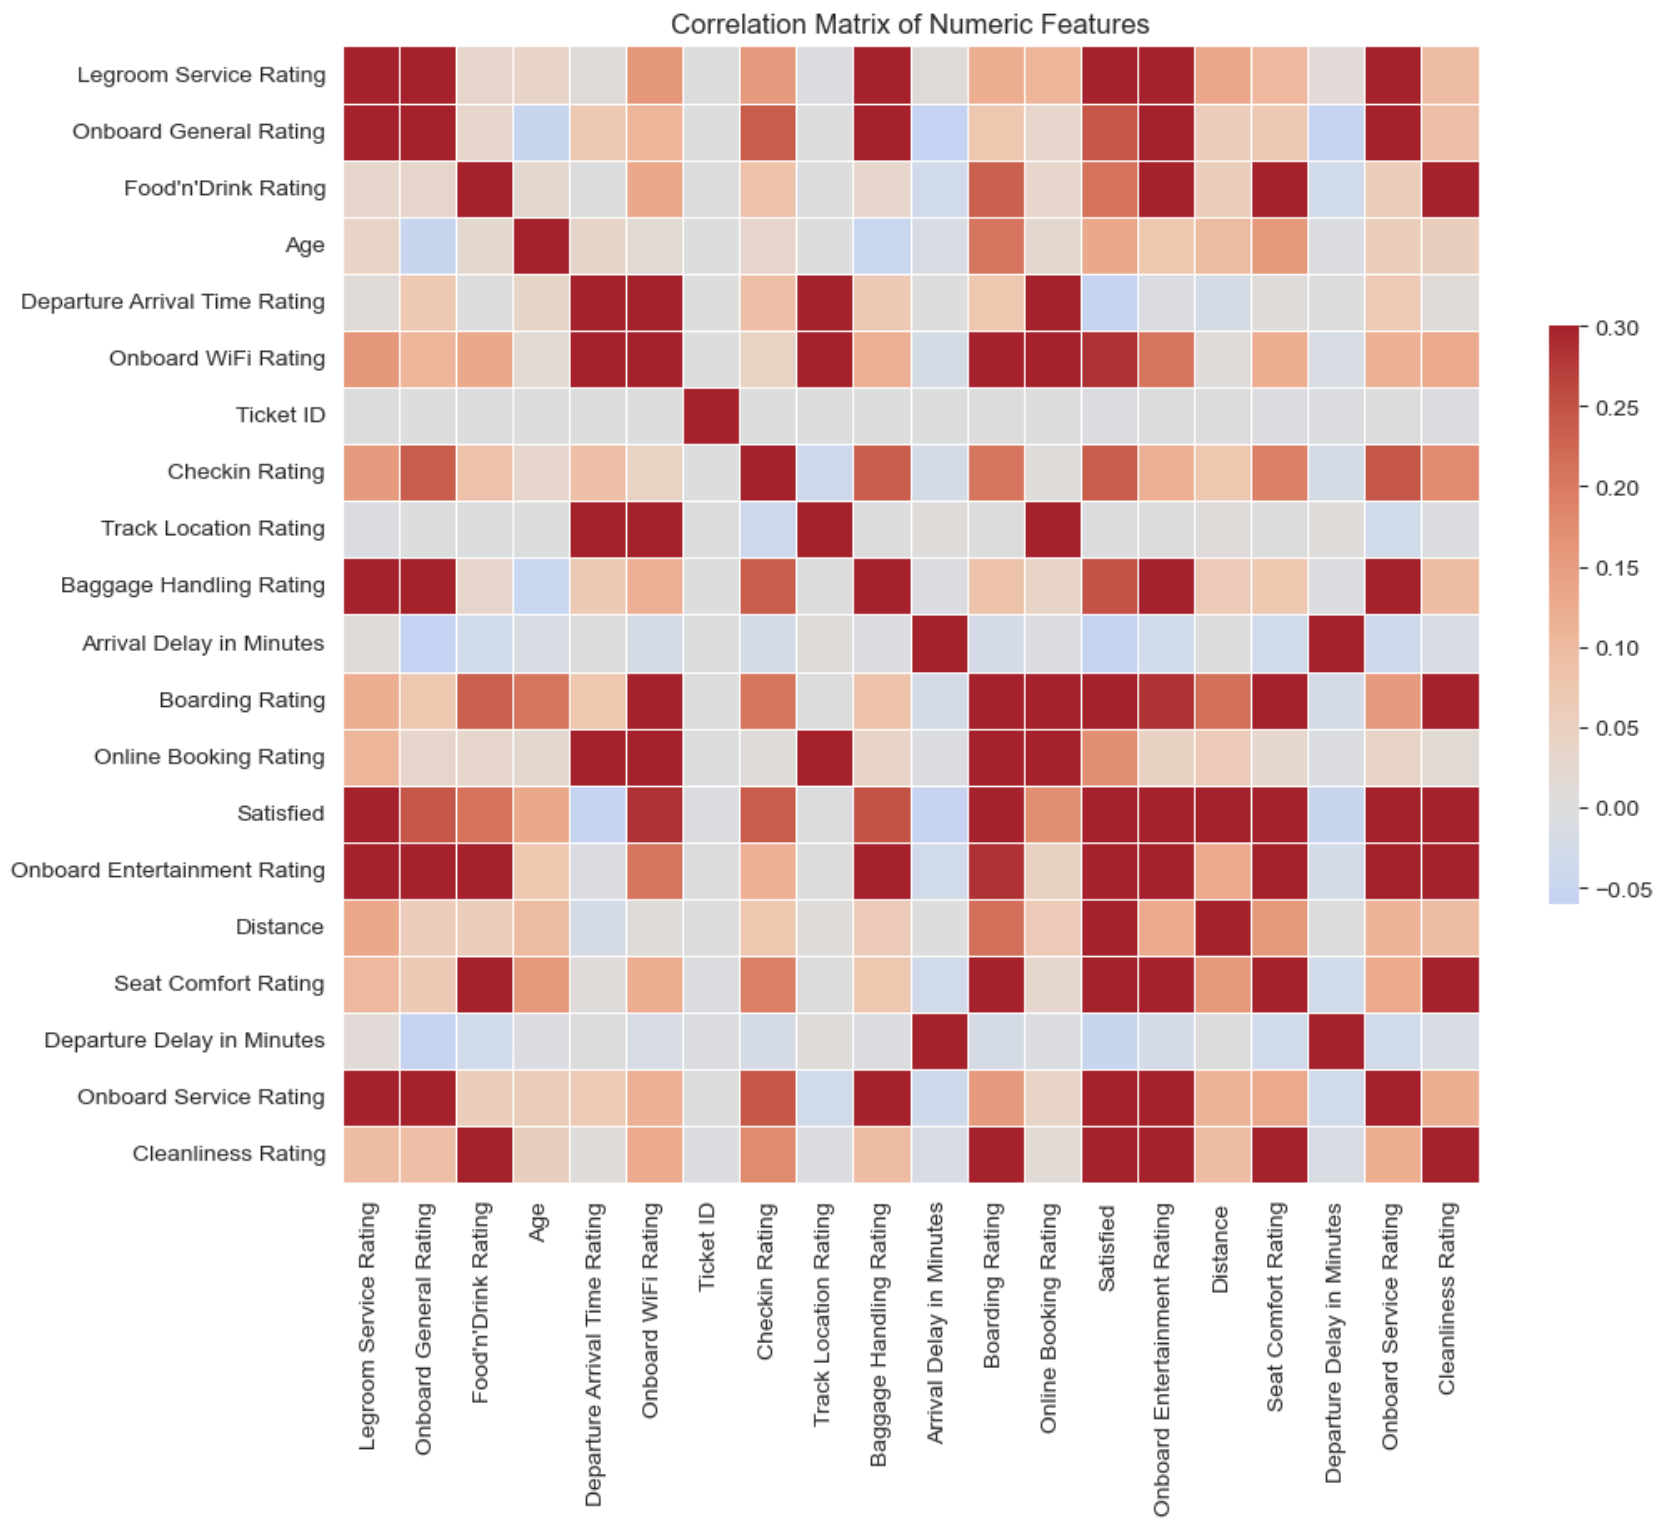 Correlation Matrix of Numeric Features
Legroom Service Rating
Onboard General Rating
Food'n'Drink Rating
Age
Departure Arrival Time Rating
Onboard WiFi Rating
Ticket ID
Checkin Rating
Track Location Rating
Baggage Handling Rating
Arrival Delay in Minutes
Boarding Rating
Online Booking Rating
Satisfied
Onboard Entertainment Rating
Distance
Seat Comfort Rating
Departure Delay in Minutes
Onboard Service Rating
Cleanliness Rating
Legroom Service Rating
Onboard General Rating
Food'n'Drink Rating
Age
Departure Arrival Time Rating
Onboard WiFi Rating
Ticket ID
Checkin Rating
Track Location Rating
Baggage Handling Rating
Arrival Delay in Minutes
Boarding Rating
Online Booking Rating
Satisfied
Onboard Entertainment Rating
Distance
Seat Comfort Rating
Departure Delay in Minutes
Onboard Service Rating
Cleanliness Rating
0.30
0.25
0.20
0.15
0.10
0.05
0.00
−0.05